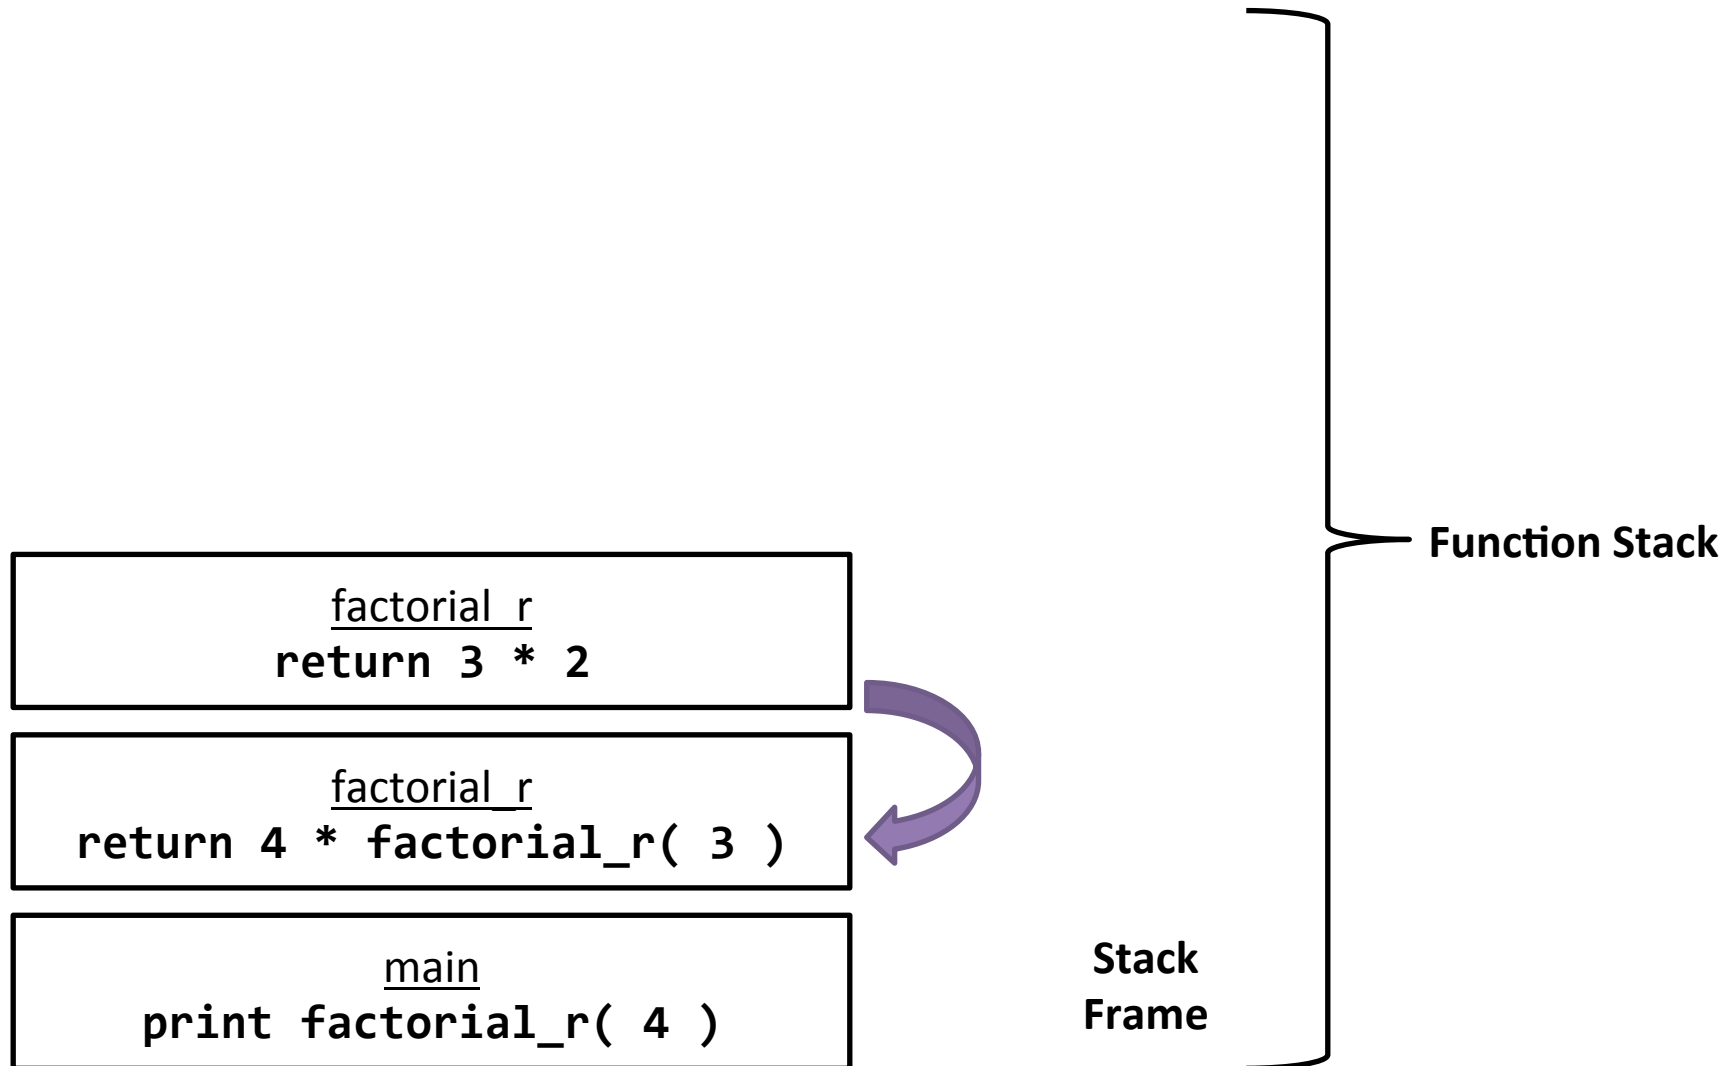 factorial_r
return 3 * 2
factorial_r
return 4 * factorial_r( 3 )
main
print factorial_r( 4 )
Stack
Frame
Function Stack